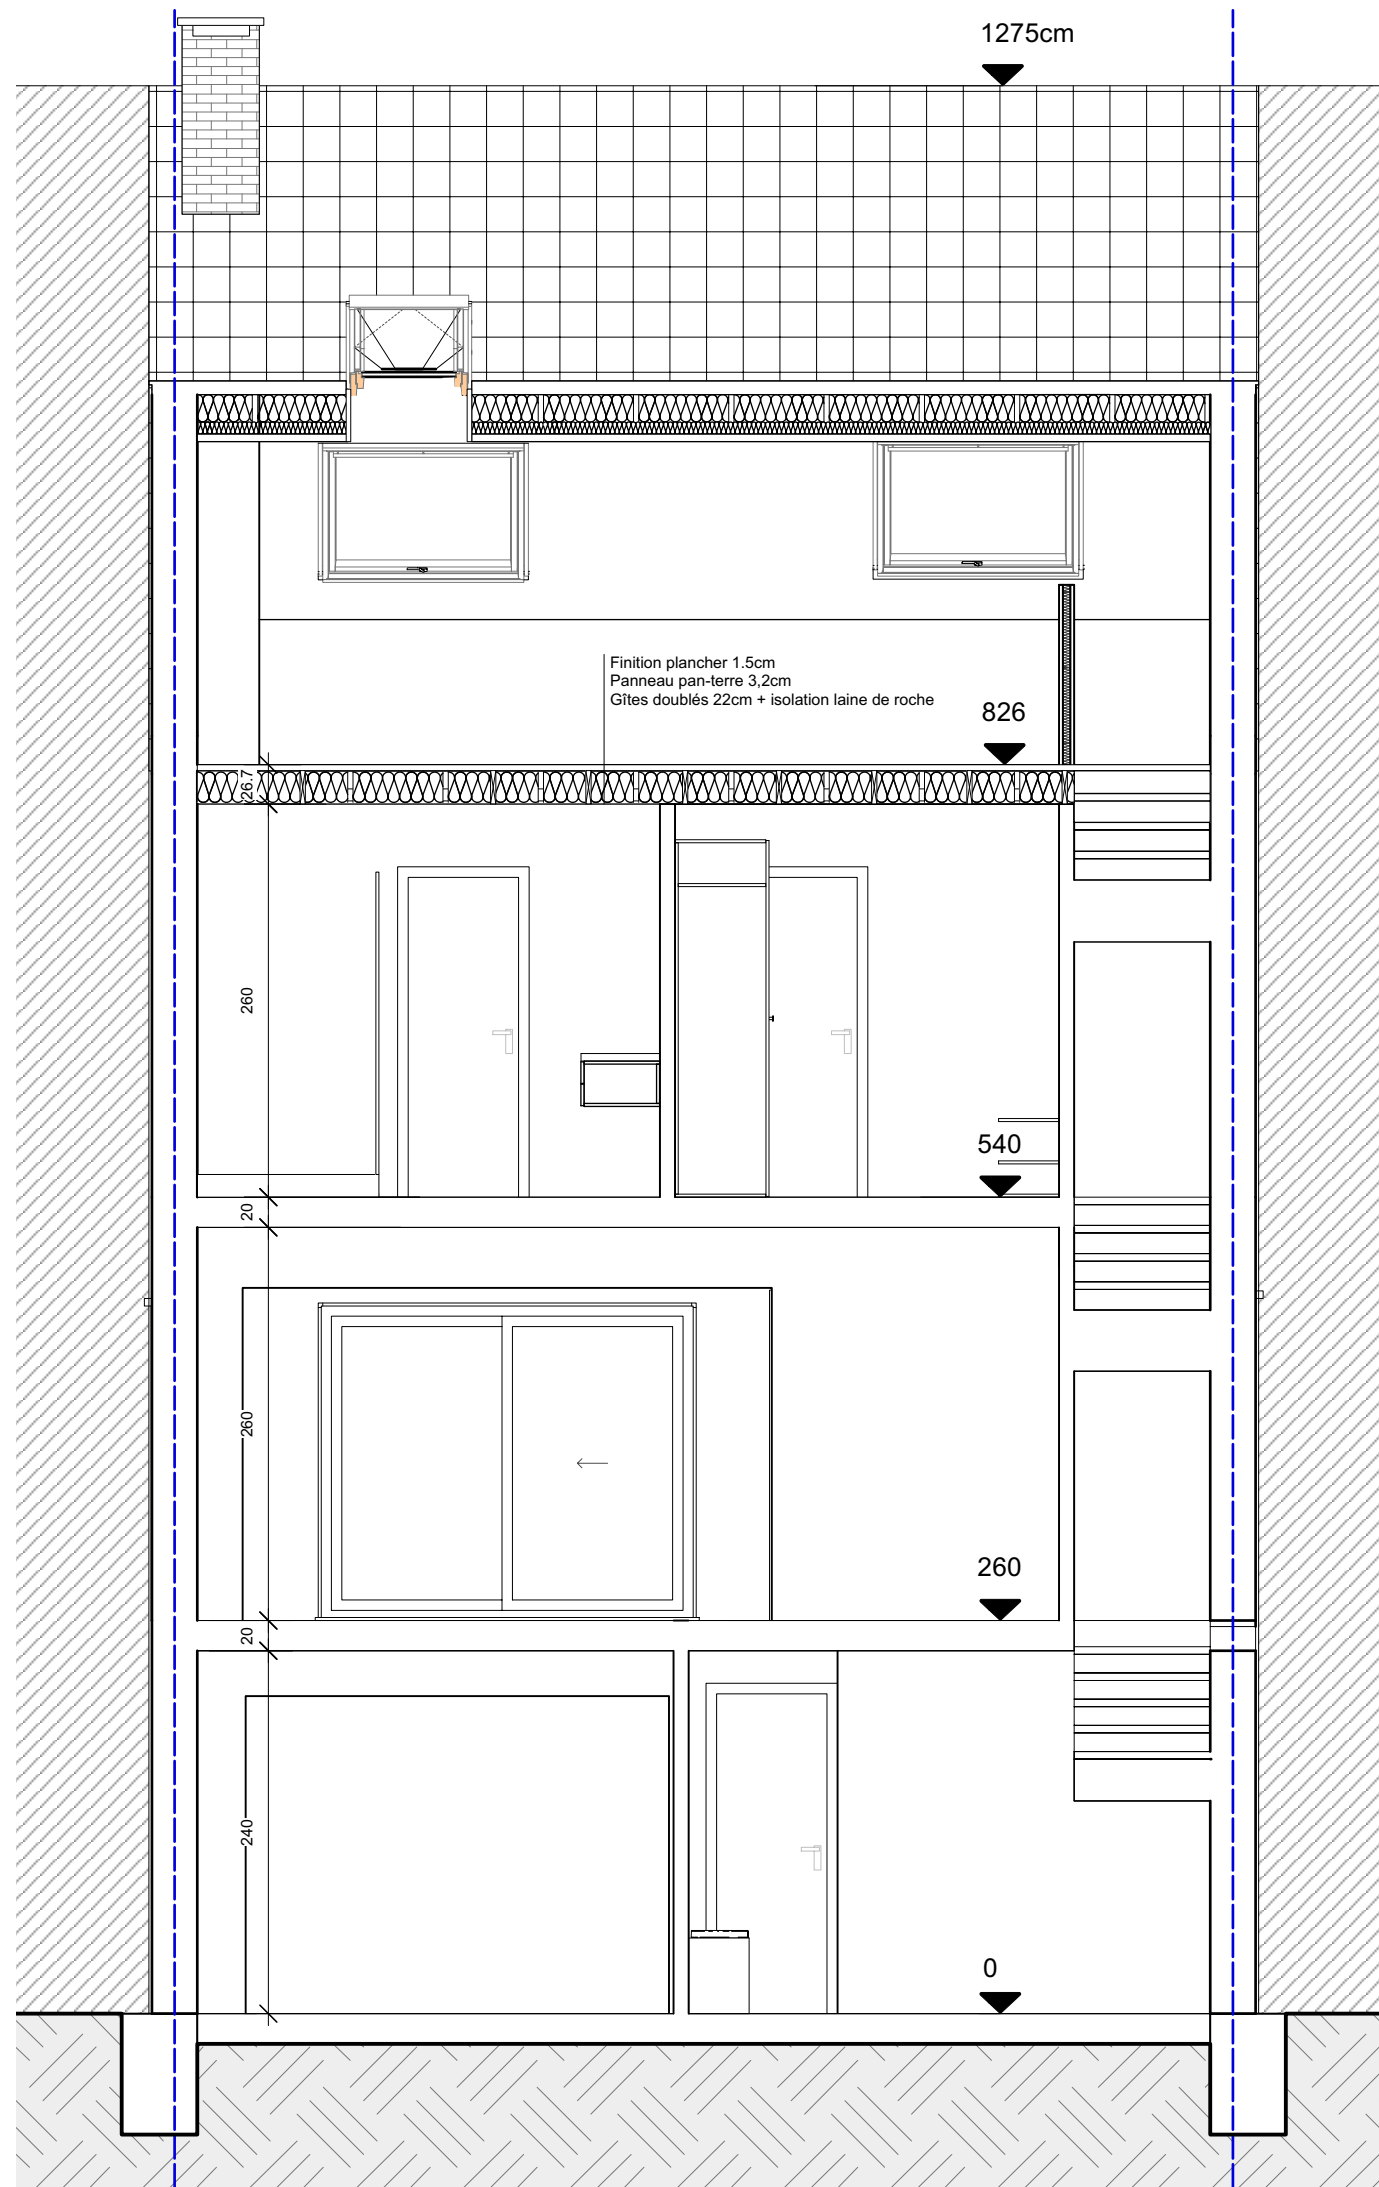 1275cm
Finition plancher 1.5cm
Panneau pan-terre 3,2cm
Gîtes doublés 22cm + isolation laine de roche
826
26.7
260
540
20
260
260
20
240
0